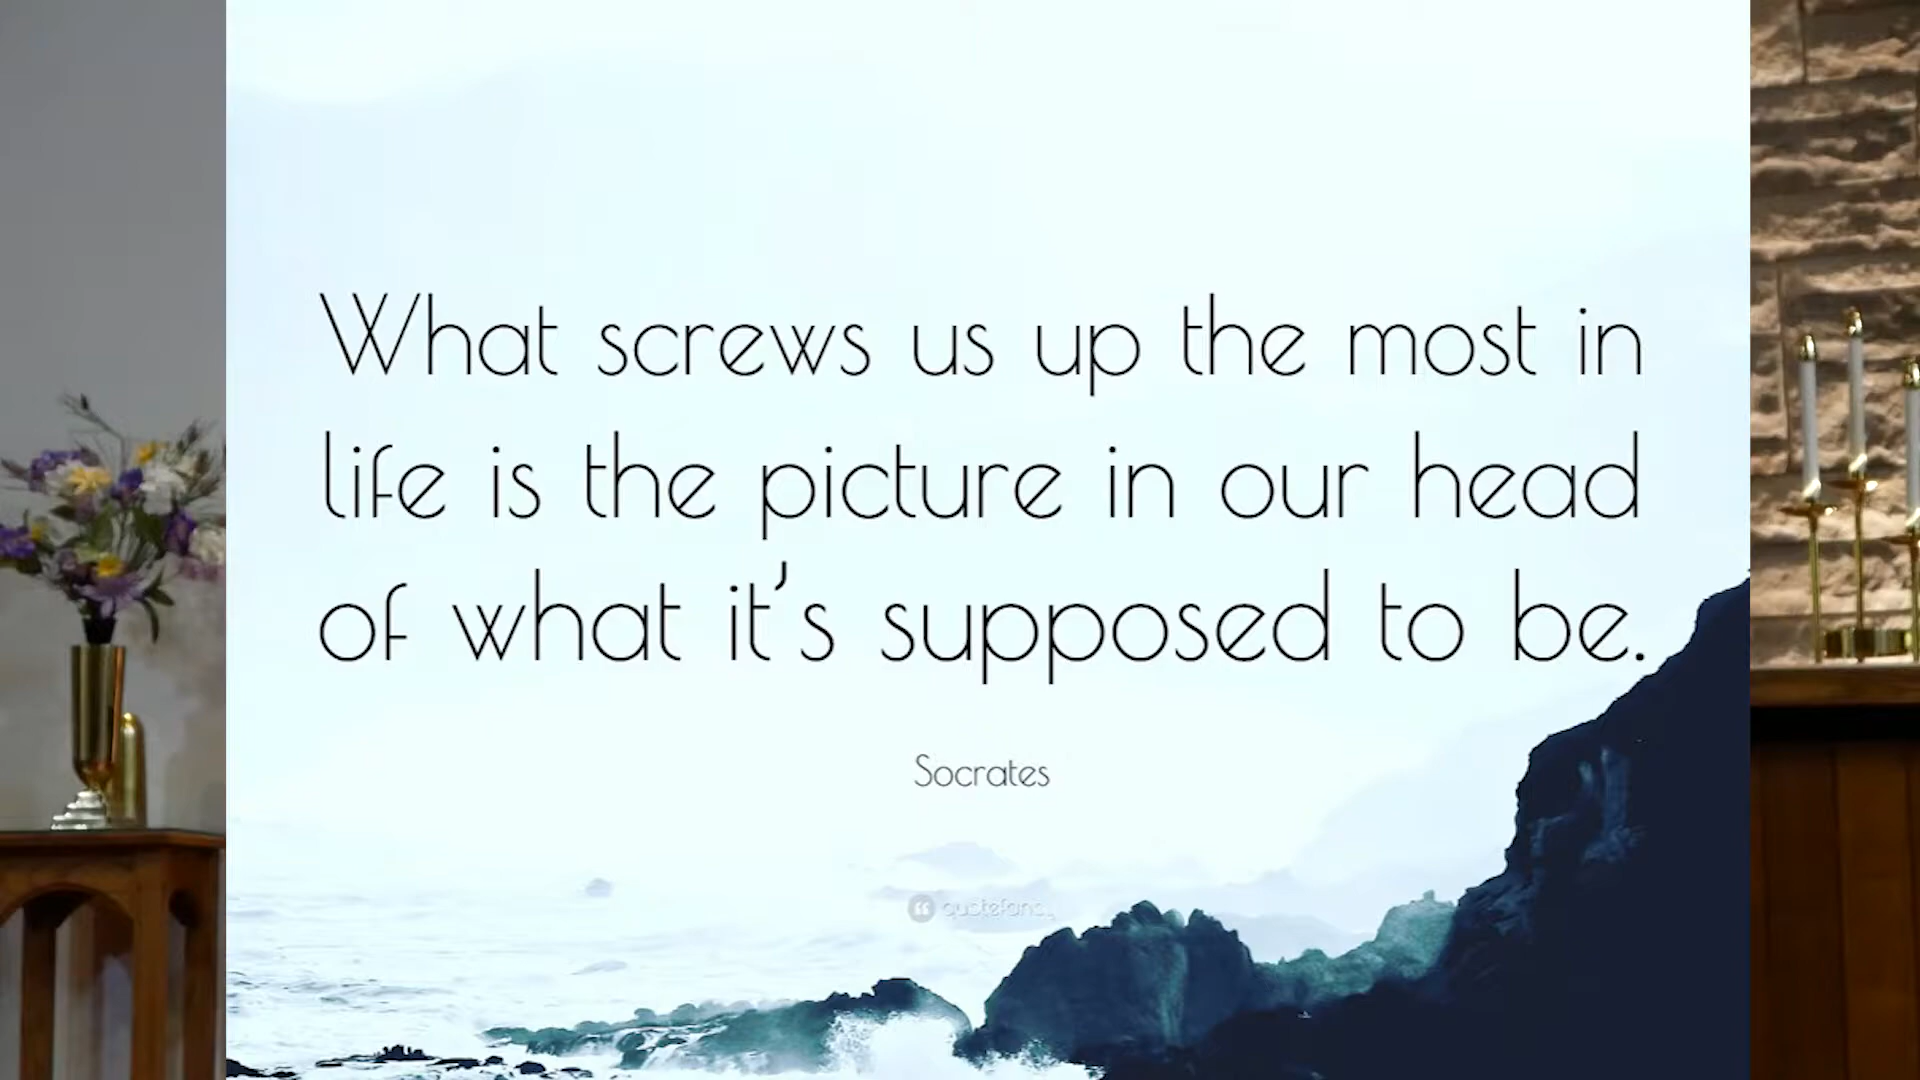 What screws us up the most in
life is the picture in our head
of what it's supposed to be.
Socrates
quotefancy